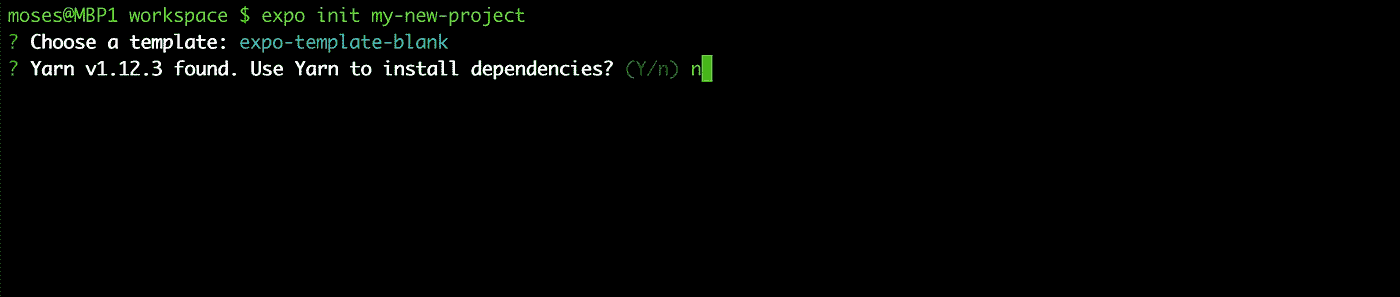 moses@MBP1 workspace $ expo init my-new-project
? Choose a template: expo-template-blank
? Yarn v1.12.3 found. Use Yarn to install dependencies? (Y/n) n